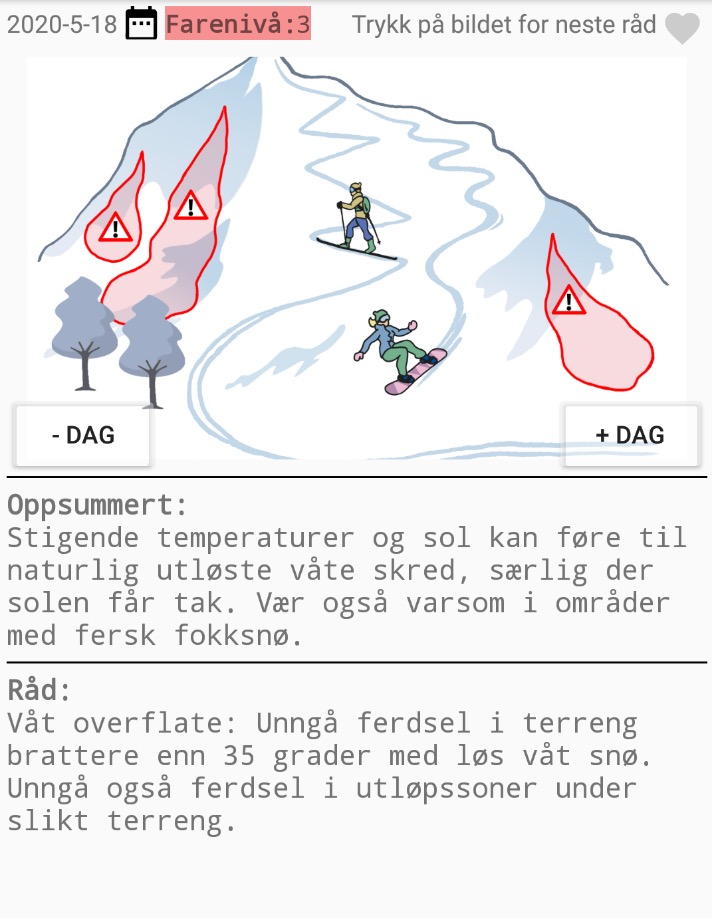 2020-5-18 Farenivå:3 Trykk på bildet for neste råd
!
!
!
- DAG + DAG
Oppsummert:
Stigende temperaturer og sol kan føre til
naturlig utløste våte skred, særlig der
solen får tak. Vær også varsom i områder
med fersk fokksnø.
Råd:
Våt overflate: Unngå ferdsel i terreng
brattere enn 35 grader med løs våt snø.
Unngå også ferdsel i utløpssoner under
slikt terreng.